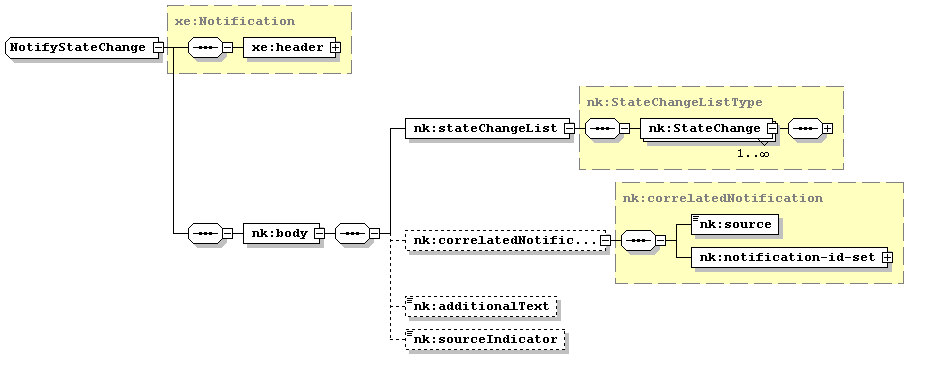 xe:Notification
NotifyStateChange
xe:header
nk:StateChangeListType
nk:stateChangeList
nk:StateChange
1..∞
nk:correlatedNotification
nk:source
nk:body
nk:correlatedNotific...
nk:notification-id-set
nk:additionalText
nk:sourceIndicator